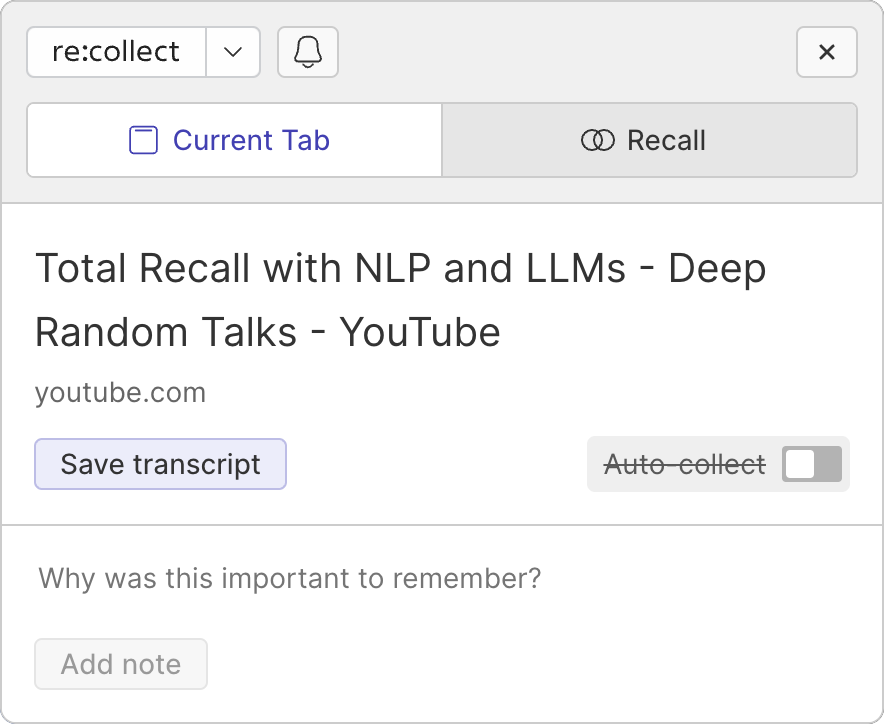 re:collect
Current Tab
Recall
Total Recall with NLP and LLMs - Deep
Random Talks - YouTube
youtube.com
Save transcript
Auto-collect
Why was this important to remember?
Add note